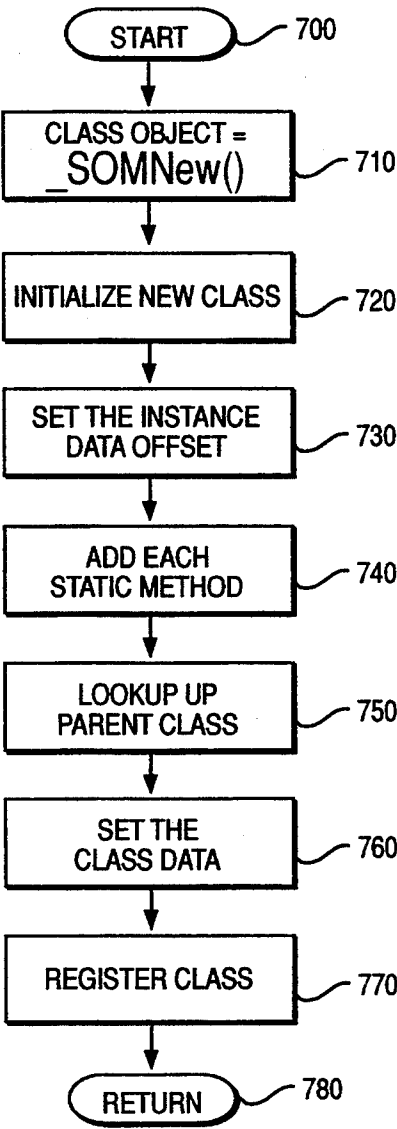 START
700
CLASS OBJECT =
_SOMNew()
710
INITIALIZE NEW CLASS
720
SET THE INSTANCE
DATA OFFSET
730
ADD EACH
STATIC METHOD
740
LOOKUP UP
PARENT CLASS
750
SET THE
CLASS DATA
760
REGISTER CLASS
770
RETURN
780